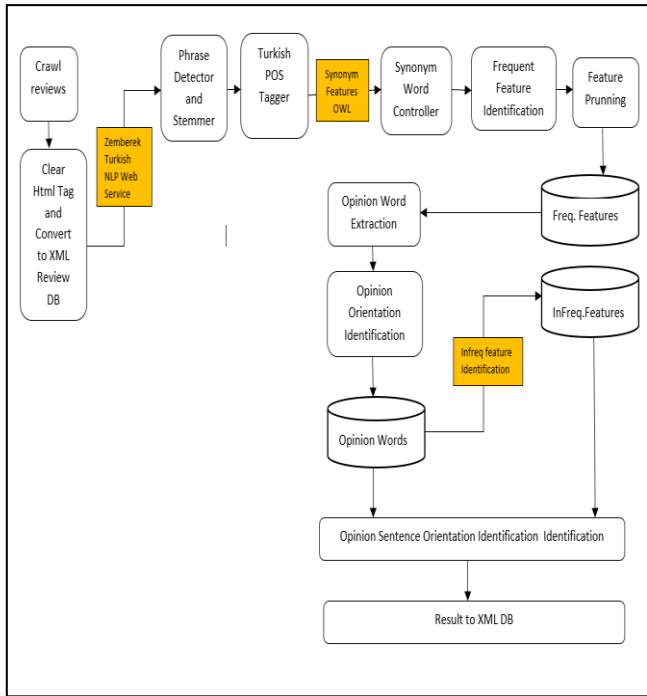 Crawl
reviews
Clear
Html Tag
and
Convert
to XML
Review
DB
Zemberek
Turkish
NLP Web
Service
Phrase
Detector
and
Stemmer
Turkish
POS
Tagger
Synonym
Features
OWL
Synonym
Word
Controller
Frequent
Feature
Identification
Feature
Prunning
Freq. Features
Opinion Word
Extraction
Opinion
Orientation
Identification
Opinion Words
Infreq feature
Identification
InFreq.Features
Opinion Sentence Orientation Identification Identification
Result to XML DB